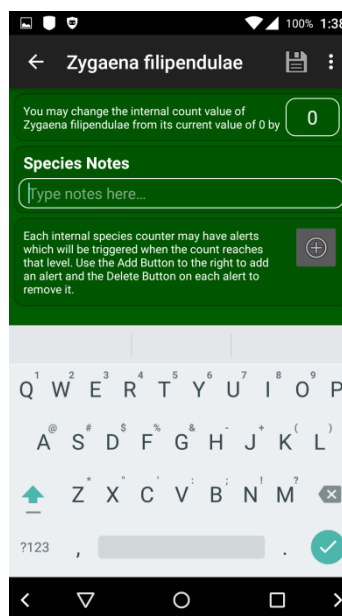 100% 1:38
Zygaena filipendulae
You may change the internal count value of
Zygaena filipendulae from its current value of 0 by
0
Species Notes
Type notes here...
Each internal species counter may have alerts
which will be triggered when the count reaches
that level. Use the Add Button to the right to add
an alert and the Delete Button on each alert to
remove it.
1 2 3 4 5 6 7 8 9
Q W E R T Y U I O P
@ # $ % & - + ( )
A S D F G H J K L
* " ' : ; ! ?
Z X C V B N M
?123 , .